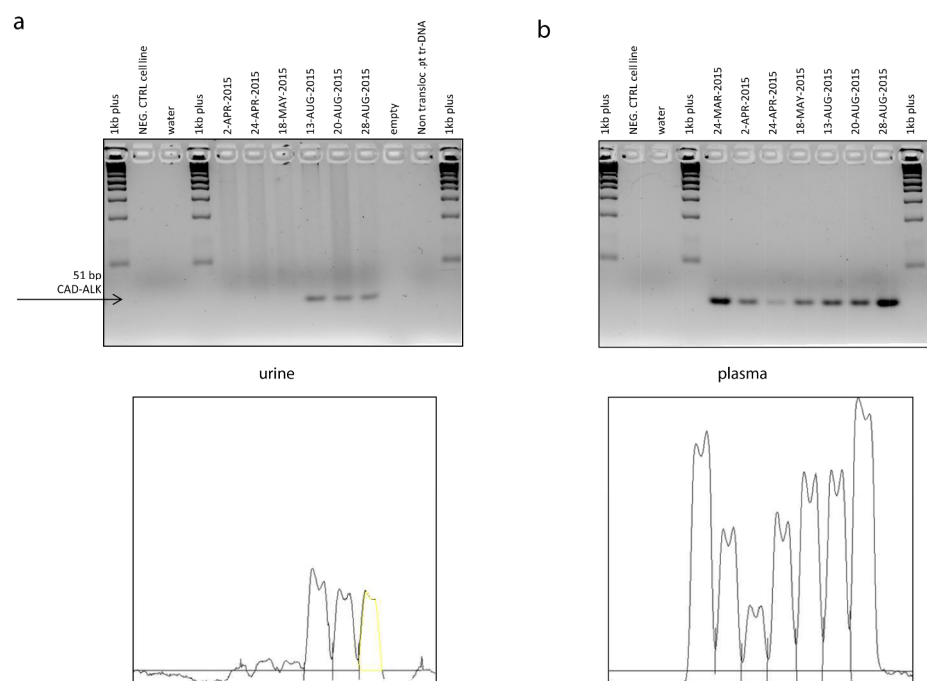 a
1kb plus
NEG. CTRL cell line
water
1kb plus
2-APR-2015
24-APR-2015
18-MAY-2015
13-AUG-2015
20-AUG-2015
28-AUG-2015
empty
Non transloc .pt tr-DNA
1kb plus
51 bp
CAD-ALK
urine
b
1kb plus
NEG. CTRL cell line
water
1kb plus
24-MAR-2015
2-APR-2015
24-APR-2015
18-MAY-2015
13-AUG-2015
20-AUG-2015
28-AUG-2015
1kb plus
plasma